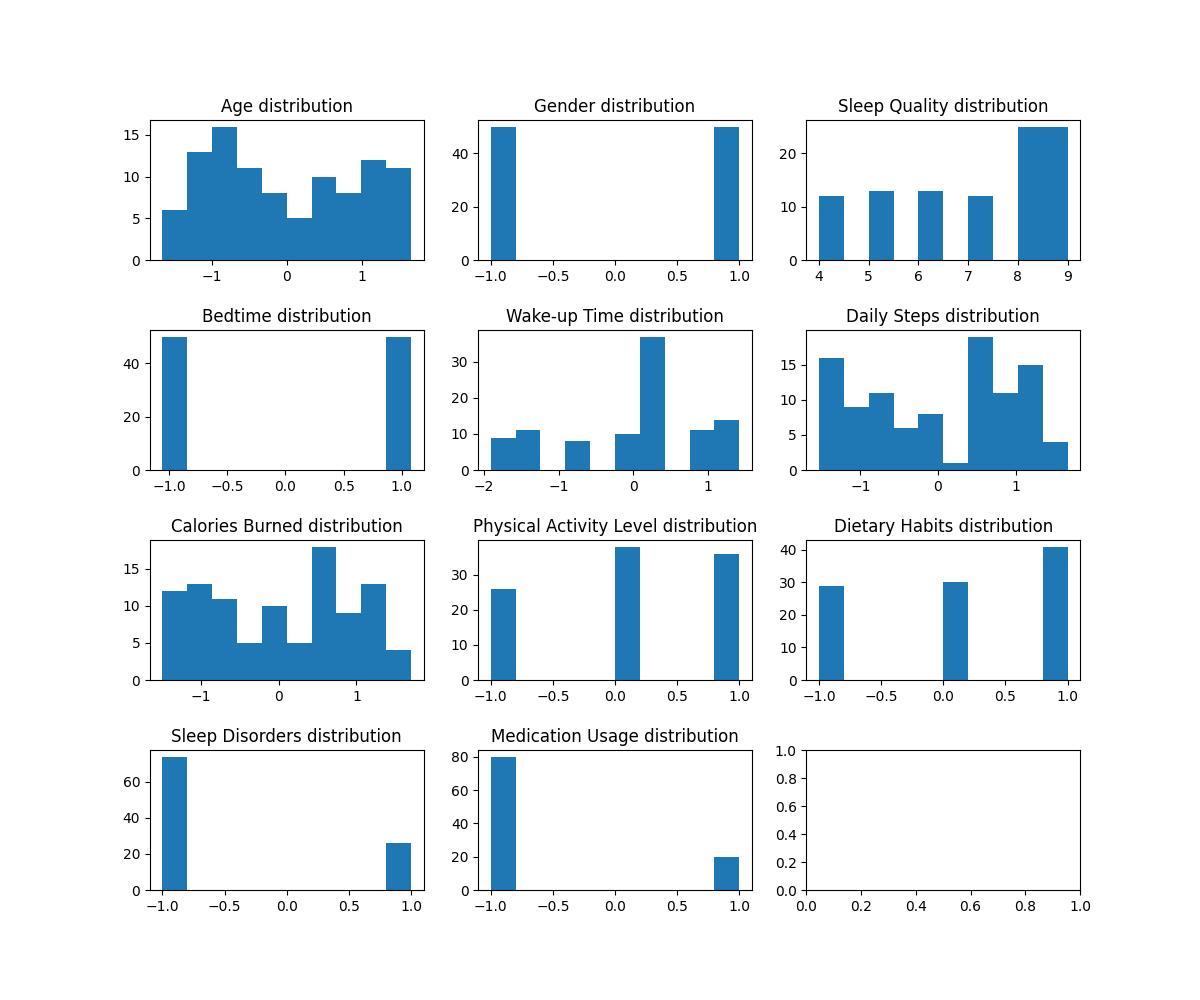 Age distribution
15
10
5
0
−1 0 1
Gender distribution
40
20
0
−1.0 −0.5 0.0 0.5 1.0
Sleep Quality distribution
20
10
0
4 5 6 7 8 9
Bedtime distribution
40
20
0
−1.0 −0.5 0.0 0.5 1.0
Wake-up Time distribution
30
20
10
0
−2 −1 0 1
Daily Steps distribution
15
10
5
0
−1 0 1
Calories Burned distribution
15
10
5
0
−1 0 1
Physical Activity Level distribution
30
20
10
0
−1.0 −0.5 0.0 0.5 1.0
Dietary Habits distribution
40
30
20
10
0
−1.0 −0.5 0.0 0.5 1.0
Sleep Disorders distribution
60
40
20
0
−1.0 −0.5 0.0 0.5 1.0
Medication Usage distribution
80
60
40
20
0
−1.0 −0.5 0.0 0.5 1.0
1.0
0.8
0.6
0.4
0.2
0.0
0.0 0.2 0.4 0.6 0.8 1.0